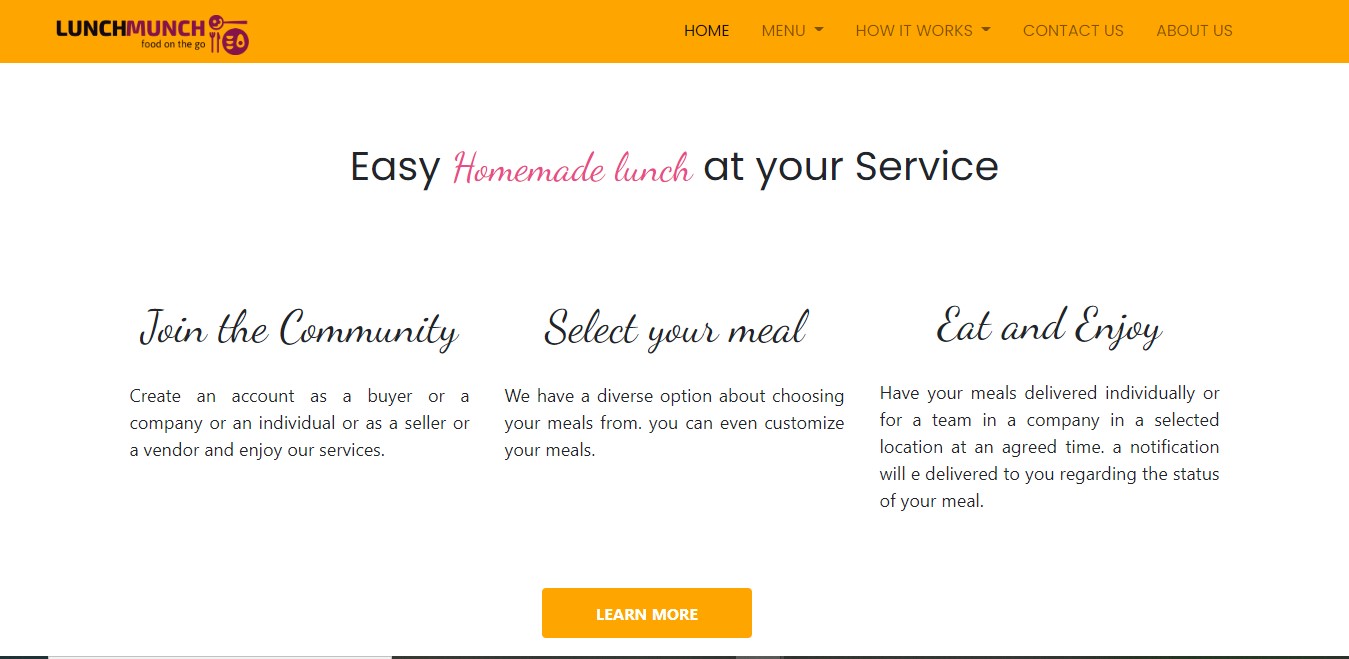 LUNCHMUNCH
food on the go
HOME MENU HOW IT WORKS CONTACT US ABOUT US
Easy Homemade lunch at your Service
Join the Community
Create an account as a buyer or a
company or an individual or as a seller or
a vendor and enjoy our services.
Select your meal
We have a diverse option about choosing
your meals from. you can even customize
your meals.
Eat and Enjoy
Have your meals delivered individually or
for a team in a company in a selected
location at an agreed time. a notification
will e delivered to you regarding the status
of your meal.
LEARN MORE